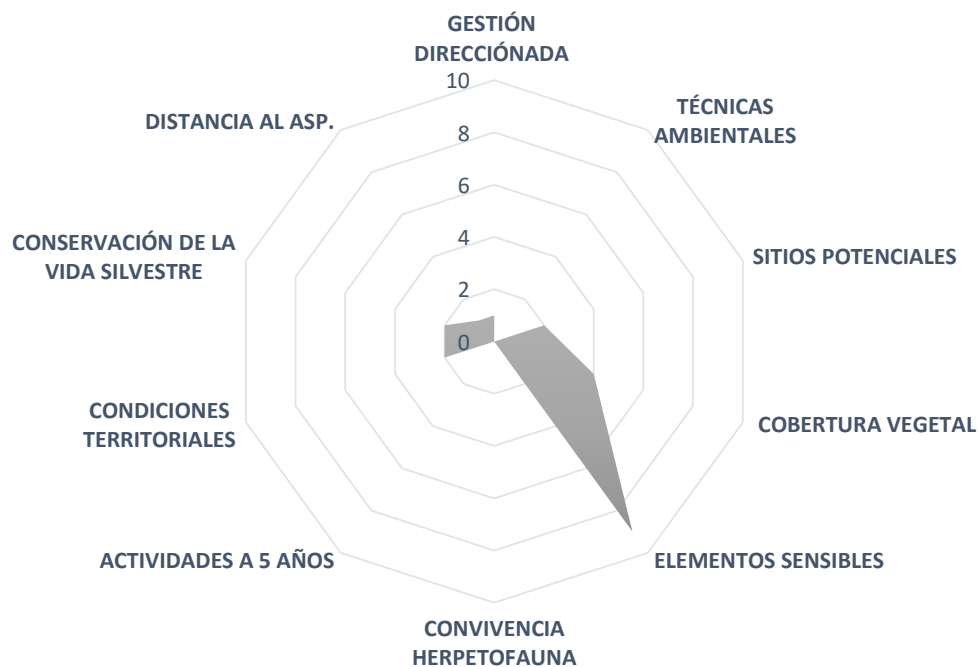 GESTIÓN
DIRECCIÓNADA
TÉCNICAS
AMBIENTALES
SITIOS POTENCIALES
COBERTURA VEGETAL
ELEMENTOS SENSIBLES
CONVIVENCIA
HERPETOFAUNA
ACTIVIDADES A 5 AÑOS
CONDICIONES
TERRITORIALES
CONSERVACIÓN DE LA
VIDA SILVESTRE
DISTANCIA AL ASP.
10
8
6
4
2
0